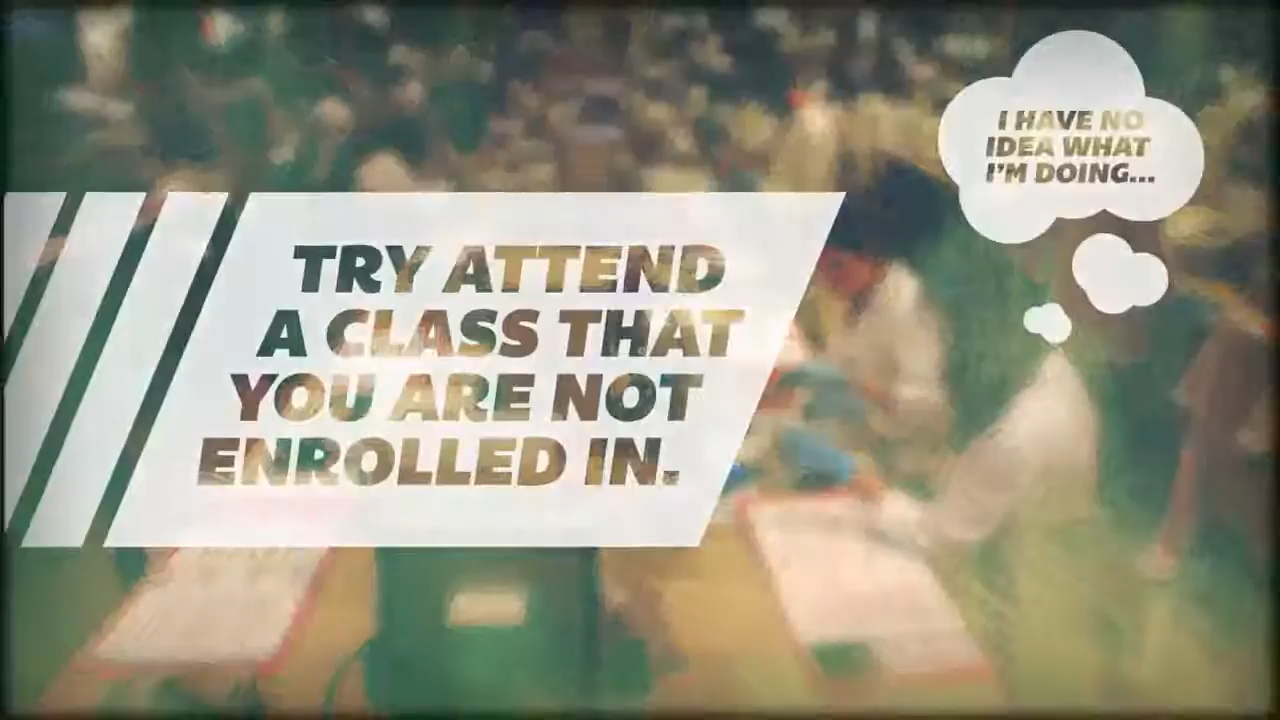 TRY ATTEND
A CLASS THAT
YOU ARE NOT
ENROLLED IN.
I HAVE NO
IDEA WHAT
I'M DOING...